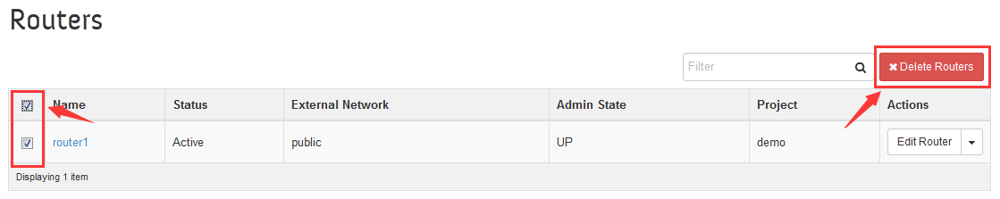 Routers
Filter
Delete Routers
Name Status External Network Admin State Project Actions
router1 Active public UP demo Edit Router
Displaying 1 item